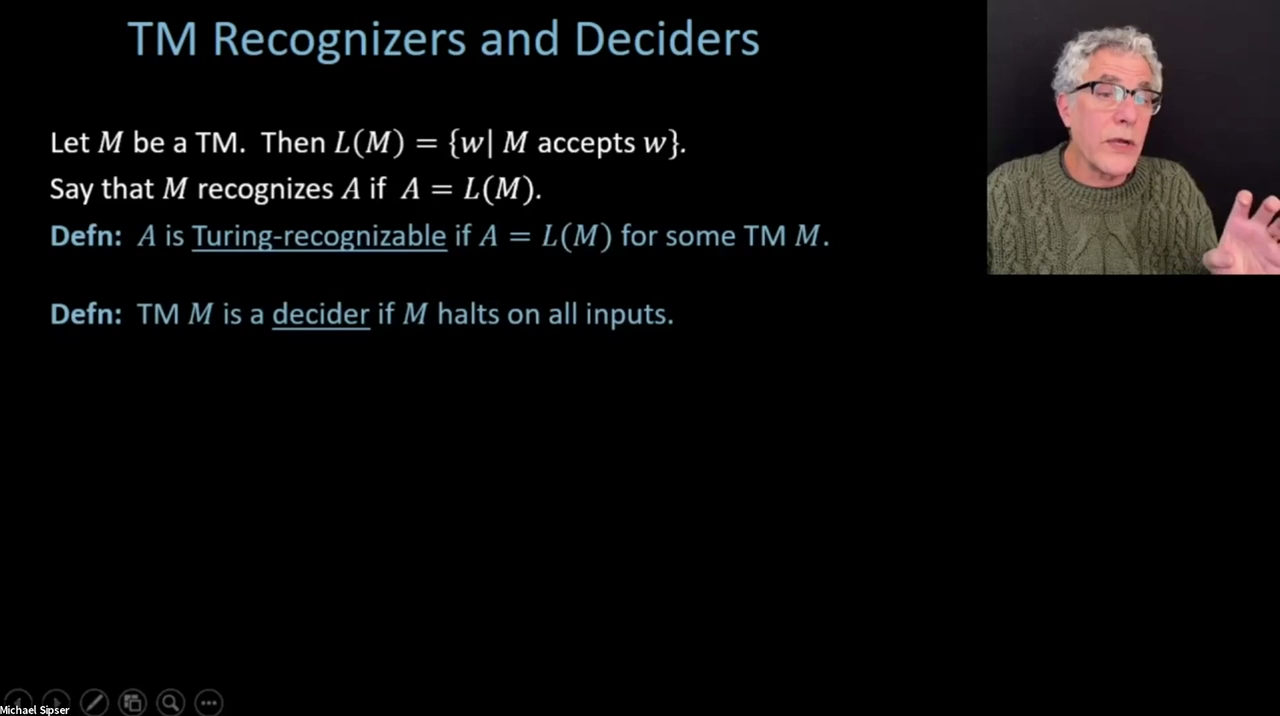 TM Recognizers and Deciders
Let M be a TM. Then L(M) = {w| M accepts w}.
Say that M recognizes A if A = L(M).
Defn: A is Turing-recognizable if A = L(M) for some TM M.
Defn: TM M is a decider if M halts on all inputs.
Michael Sipser